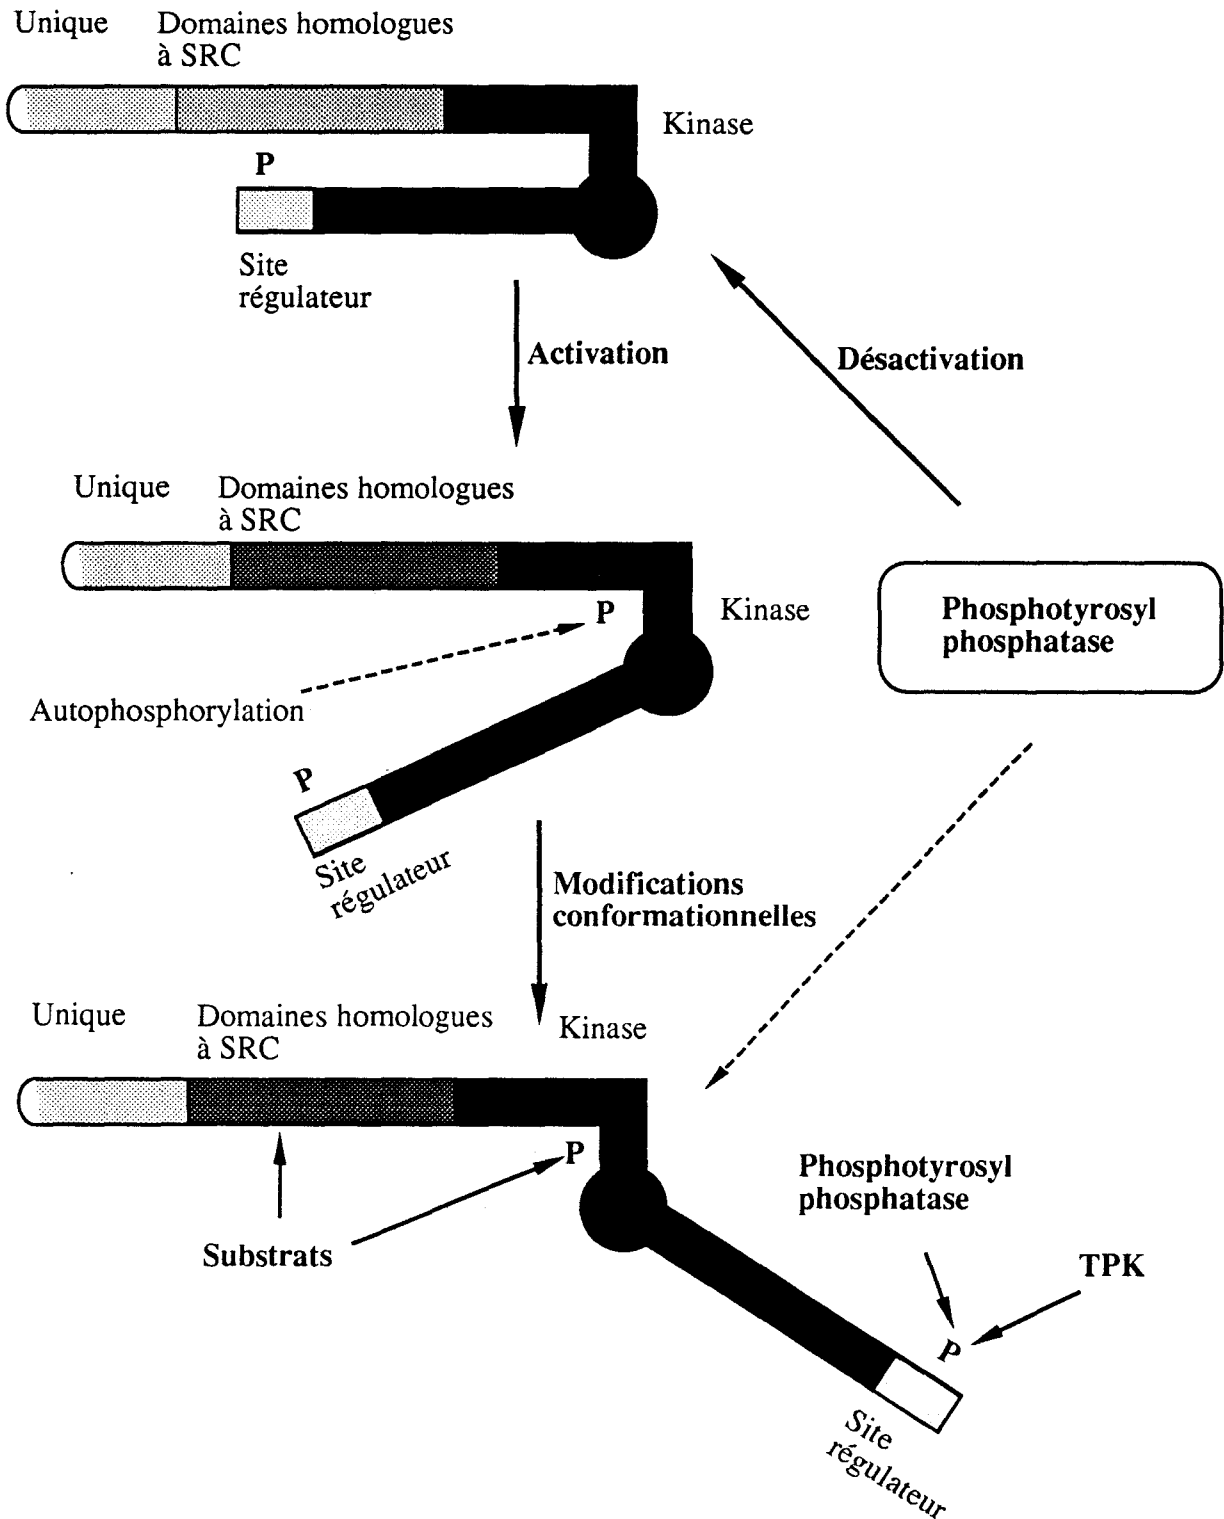 Unique
Domaines homologues
à SRC
Kinase
P
Site
régulateur
Activation
Désactivation
Unique
Domaines homologues
à SRC
P
Kinase
Phosphotyrosyl
phosphatase
Autophosphorylation
P
Site
régulateur
Modifications
conformationnelles
Unique
Domaines homologues
à SRC
Kinase
P
Substrats
Phosphotyrosyl
phosphatase
TPK
P
Site
régulateur